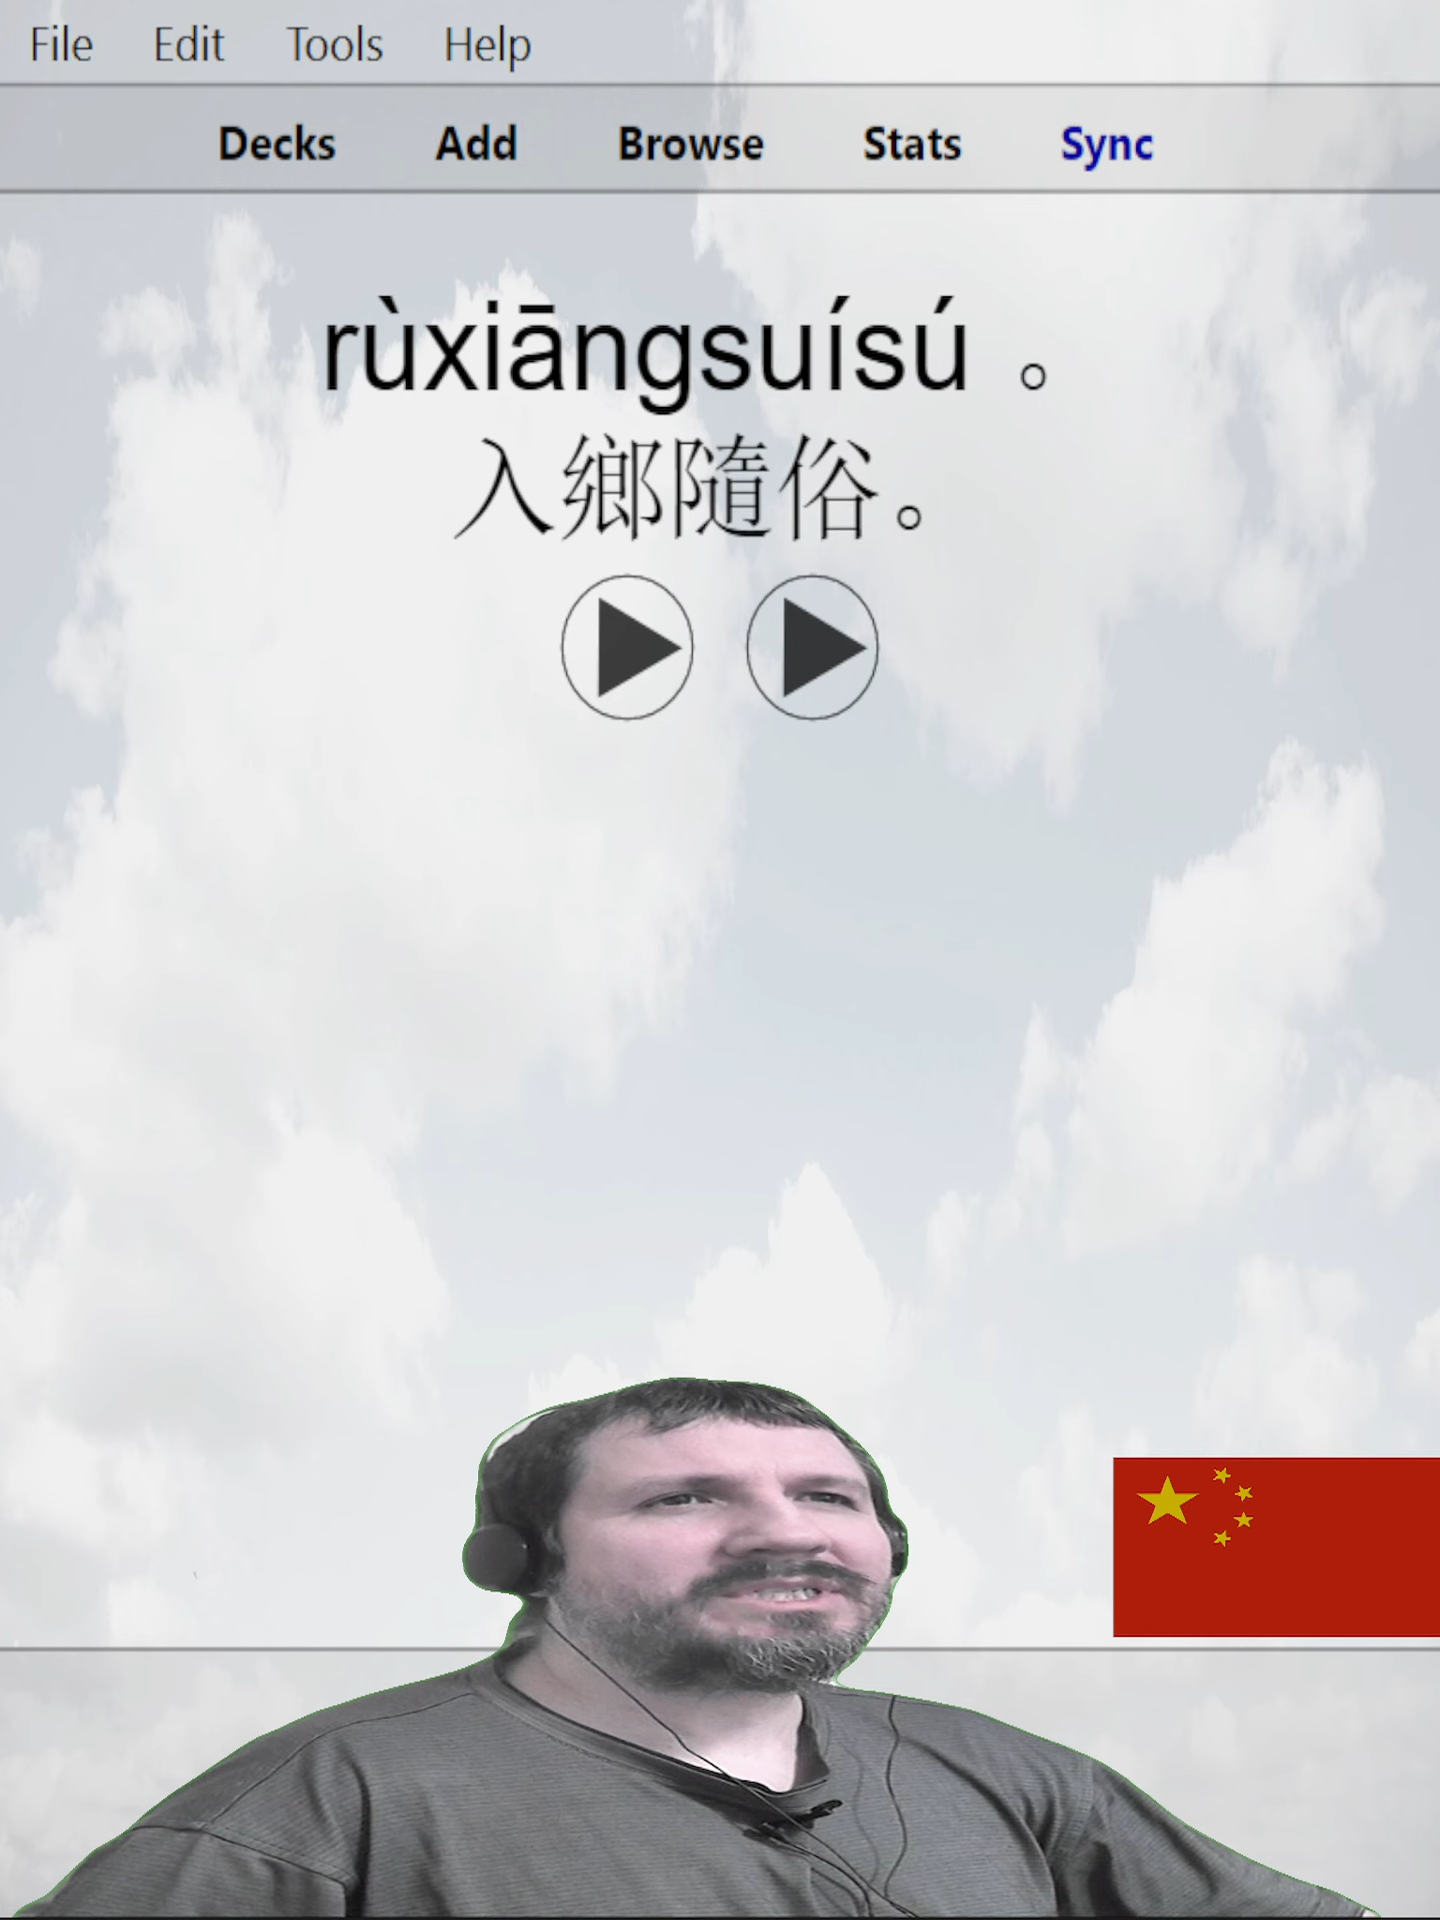 File Edit Tools Help
Decks Add Browse Stats Sync
rùxiāngsuísú 。
入鄉隨俗。